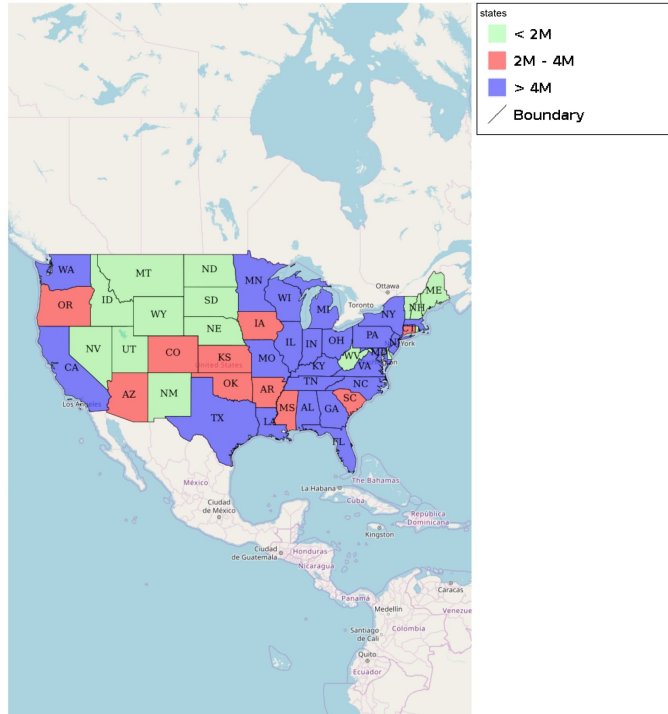 states
< 2M
2M - 4M
> 4M
Boundary
Ottawa
Toronto
WA
MT
ND
MN
ME
OR
ID
SD
WI
MI
NH
NY
WY
NE
IA
PA
NV
UT
CO
KS
United States
MO
IL
IN
OH
WV
VA
KY
CA
AZ
NM
OK
AR
TN
NC
SC
Los Angeles
TX
LA
MS
AL
GA
FL
México
Ciudad
de México
La Habana
Cuba
The Bahamas
Republica
Dominicana
Kingston
Ciudad
de Guatemala
Honduras
Nicaragua
Panamá
Caracas
Medellín
Venezue
Santiago
de Cali
Colombia
Quito
Ecuador